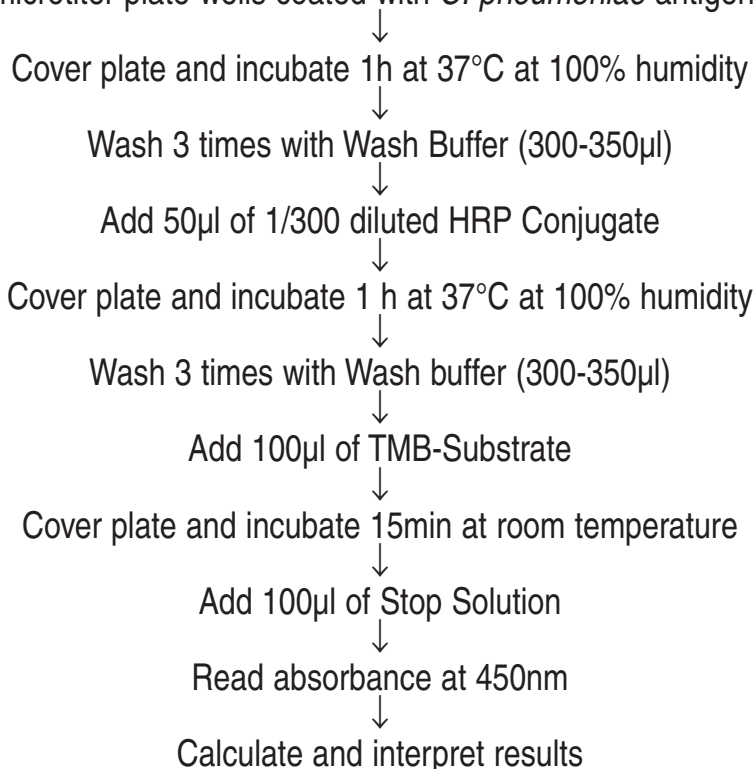 microtiter plate wells coated with C. pneumoniae antigen
↓
Cover plate and incubate 1h at 37°C at 100% humidity
↓
Wash 3 times with Wash Buffer (300-350µl)
↓
Add 50µl of 1/300 diluted HRP Conjugate
↓
Cover plate and incubate 1 h at 37°C at 100% humidity
↓
Wash 3 times with Wash buffer (300-350µl)
↓
Add 100µl of TMB-Substrate
↓
Cover plate and incubate 15min at room temperature
↓
Add 100µl of Stop Solution
↓
Read absorbance at 450nm
↓
Calculate and interpret results